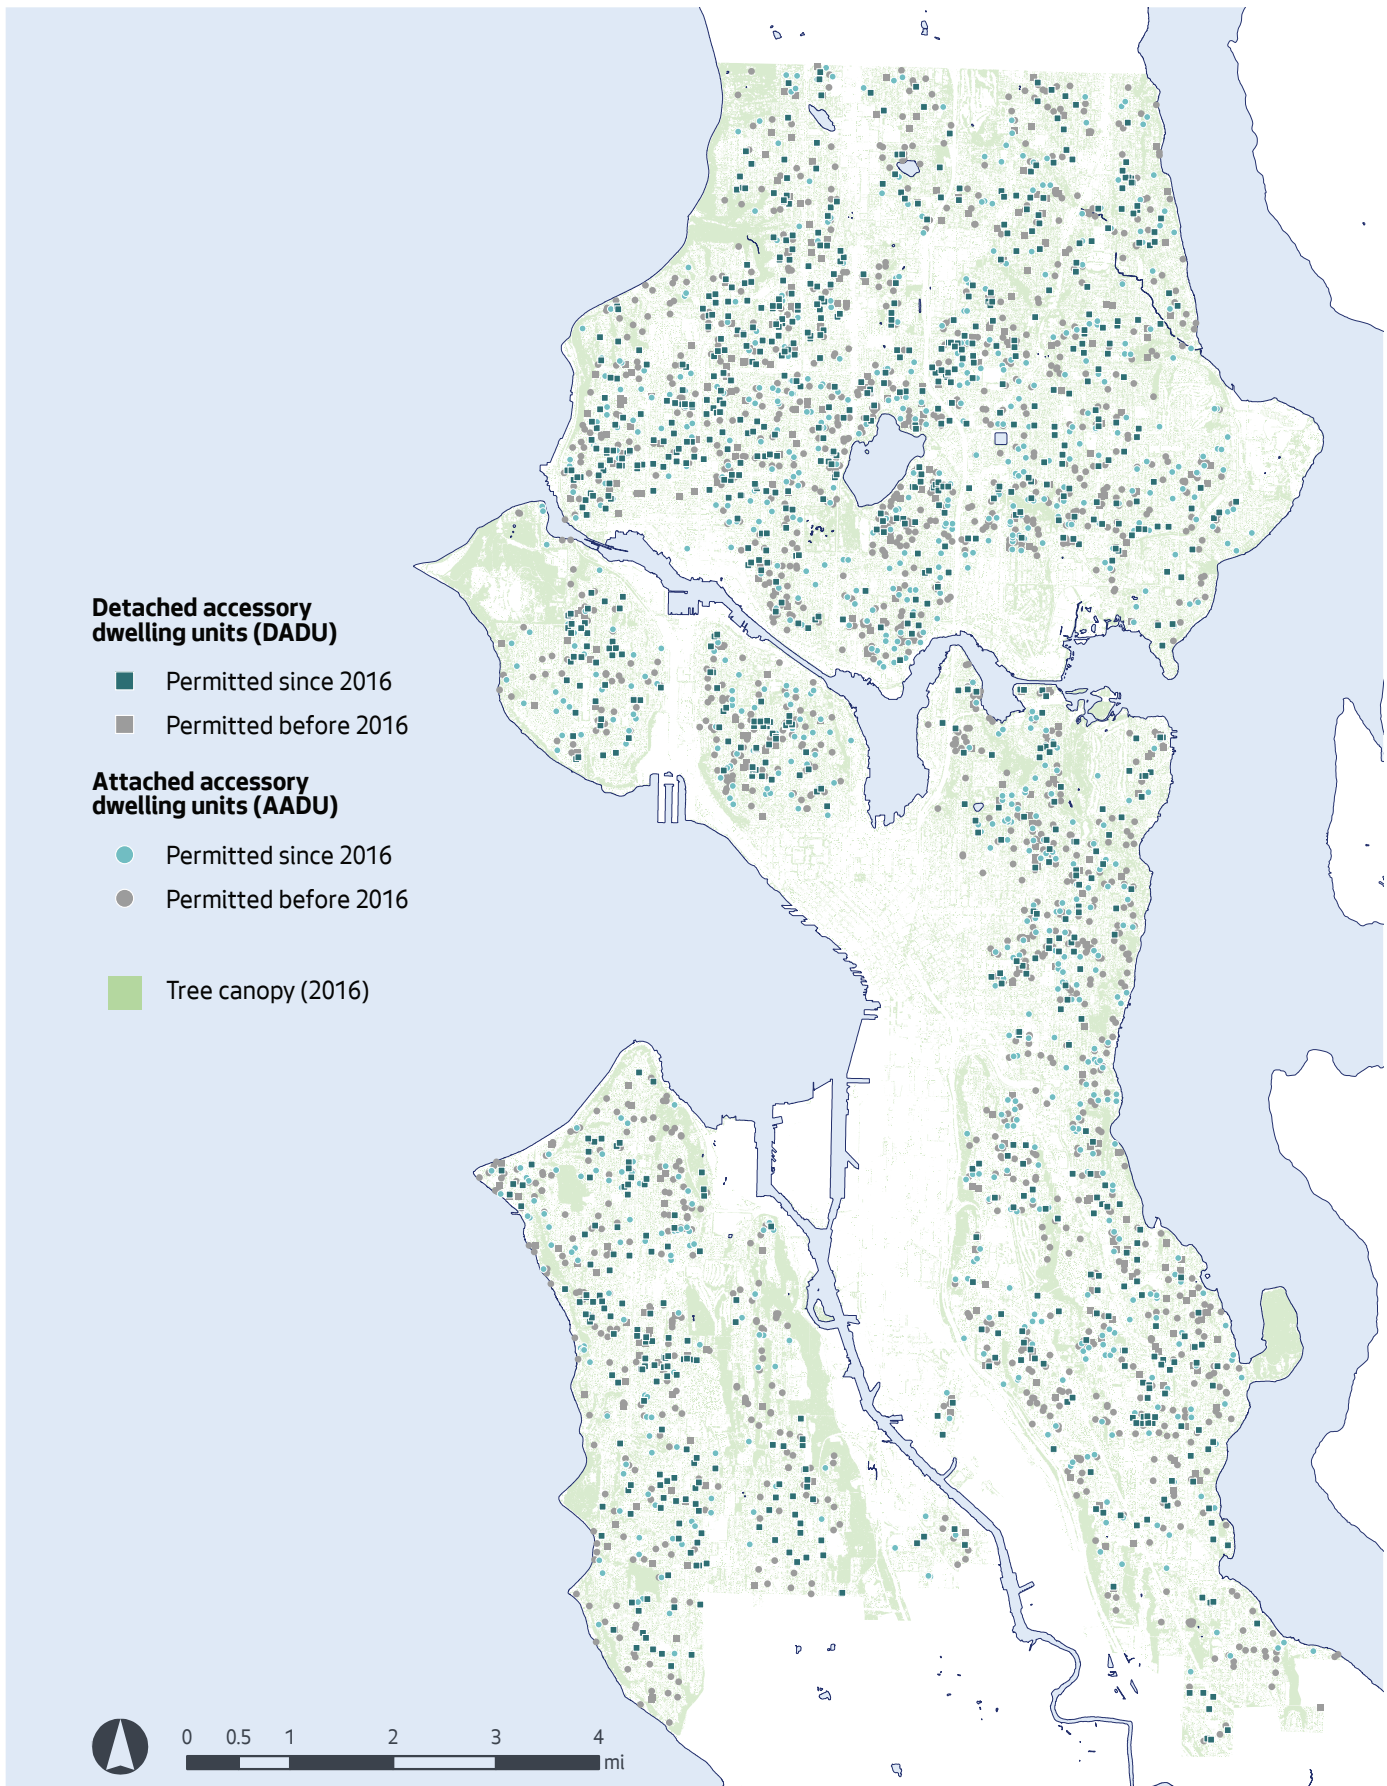 Detached accessory
dwelling units (DADU)
Permitted since 2016
Permitted before 2016
Attached accessory
dwelling units (AADU)
Permitted since 2016
Permitted before 2016
Tree canopy (2016)
0 0.5 1 2 3 4
mi